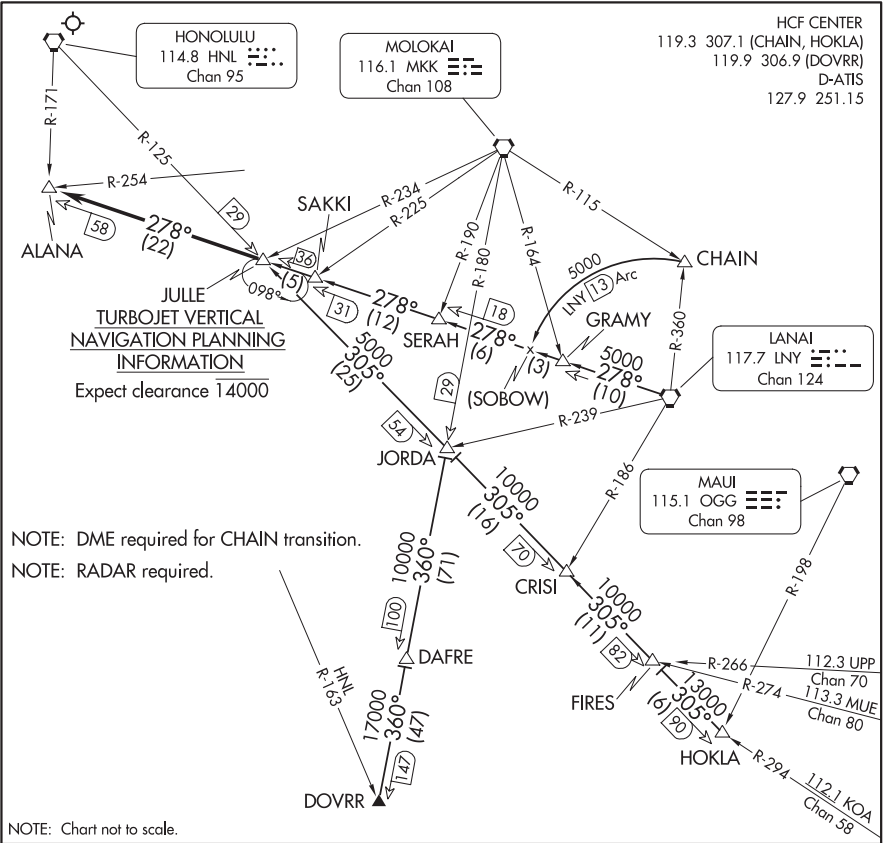 HONOLULU
114.8 HNL
Chan 95
MOLOKAI
116.1 MKK
Chan 108
HCF CENTER
119.3 307.1 (CHAIN, HOKLA)
119.9 306.9 (DOVRR)
D-ATIS
127.9 251.15
R-171
R-125
R-254
R-234
R-225
R-190
R-180
R-164
R-115
SAKKI
CHAIN
58
29
278°
(22)
ALANA
36
(5)
JULLE
098°
31
278°
(12)
18
SERAH
278°
(6)
5000
LNY 13 Arc
GRAMY
(SOBOW)
(3)
5000
278°
(10)
R-360
LANAI
117.7 LNY
Chan 124
TURBOJET VERTICAL
NAVIGATION PLANNING
INFORMATION
Expect clearance 14000
5000
305°
(25)
29
R-239
R-186
54
JORDA
MAUI
115.1 OGG
Chan 98
10000
305°
(16)
70
CRISI
R-198
NOTE: DME required for CHAIN transition.
NOTE: RADAR required.
10000
360°
(71)
100
DAFRE
10000
305°
(11)
82
FIRES
R-266
112.3 UPP
Chan 70
R-274
113.3 MUE
Chan 80
HNL
R-163
17000
360°
(47)
147
DOVRR
13000
305°
(6)
90
HOKLA
R-294
112.1 KOA
Chan 58
NOTE: Chart not to scale.